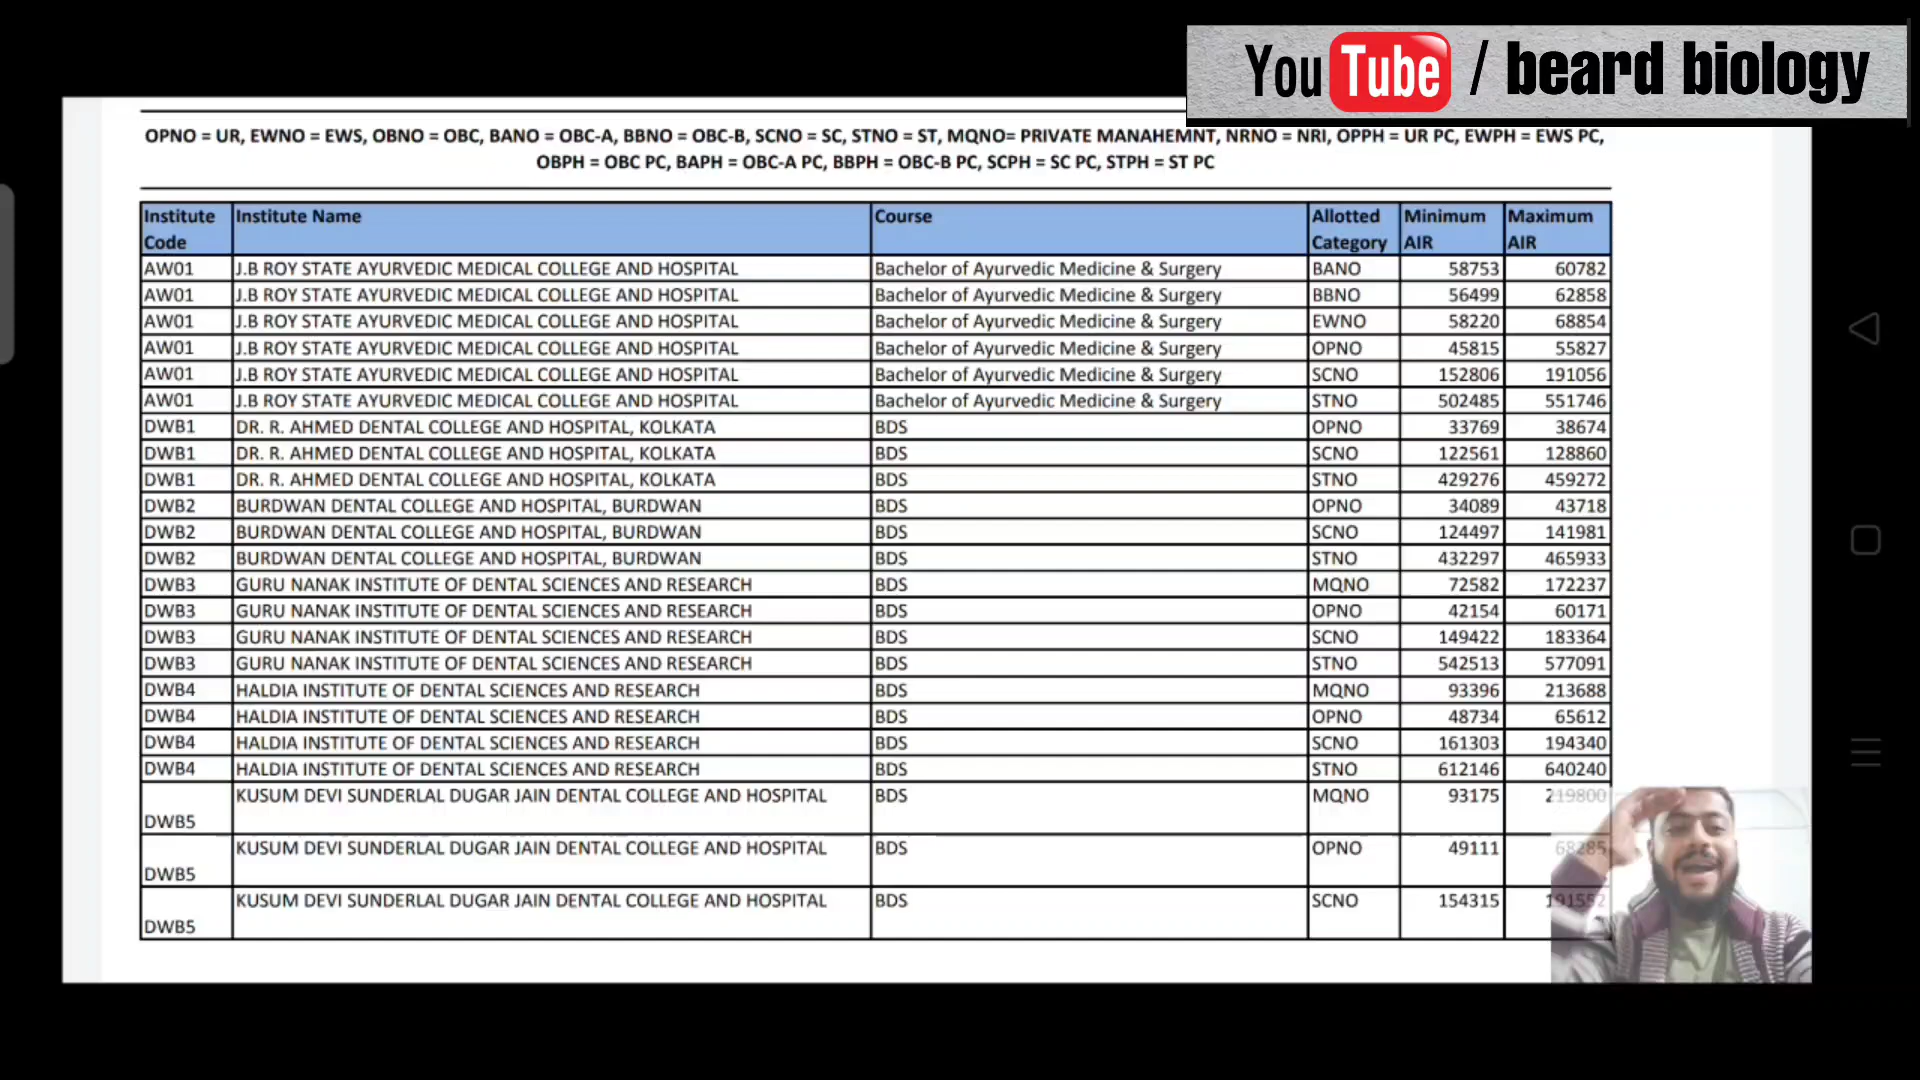 You Tube / beard biology
OPNO = UR, EWNO = EWS, OBNO = OBC, BANO = OBC-A, BBNO = OBC-B, SCNO = SC, STNO = ST, MQNO= PRIVATE MANAHEMNT, NRNO = NRI, OPPH = UR PC, EWPH = EWS PC,
OBPH = OBC PC, BAPH = OBC-A PC, BBPH = OBC-B PC, SCPH = SC PC, STPH = ST PC
Institute Code Institute Name Course Allotted Category Minimum AIR Maximum AIR
AW01 J.B ROY STATE AYURVEDIC MEDICAL COLLEGE AND HOSPITAL Bachelor of Ayurvedic Medicine & Surgery BANO 58753 60782
AW01 J.B ROY STATE AYURVEDIC MEDICAL COLLEGE AND HOSPITAL Bachelor of Ayurvedic Medicine & Surgery BBNO 56499 62858
AW01 J.B ROY STATE AYURVEDIC MEDICAL COLLEGE AND HOSPITAL Bachelor of Ayurvedic Medicine & Surgery EWNO 58220 68854
AW01 J.B ROY STATE AYURVEDIC MEDICAL COLLEGE AND HOSPITAL Bachelor of Ayurvedic Medicine & Surgery OPNO 45815 55827
AW01 J.B ROY STATE AYURVEDIC MEDICAL COLLEGE AND HOSPITAL Bachelor of Ayurvedic Medicine & Surgery SCNO 152806 191056
AW01 J.B ROY STATE AYURVEDIC MEDICAL COLLEGE AND HOSPITAL Bachelor of Ayurvedic Medicine & Surgery STNO 502485 551746
DWB1 DR. R. AHMED DENTAL COLLEGE AND HOSPITAL, KOLKATA BDS OPNO 33769 38674
DWB1 DR. R. AHMED DENTAL COLLEGE AND HOSPITAL, KOLKATA BDS SCNO 122561 128860
DWB1 DR. R. AHMED DENTAL COLLEGE AND HOSPITAL, KOLKATA BDS STNO 429276 459272
DWB2 BURDWAN DENTAL COLLEGE AND HOSPITAL, BURDWAN BDS OPNO 34089 43718
DWB2 BURDWAN DENTAL COLLEGE AND HOSPITAL, BURDWAN BDS SCNO 124497 141981
DWB2 BURDWAN DENTAL COLLEGE AND HOSPITAL, BURDWAN BDS STNO 432297 465933
DWB3 GURU NANAK INSTITUTE OF DENTAL SCIENCES AND RESEARCH BDS MQNO 72582 172237
DWB3 GURU NANAK INSTITUTE OF DENTAL SCIENCES AND RESEARCH BDS OPNO 42154 60171
DWB3 GURU NANAK INSTITUTE OF DENTAL SCIENCES AND RESEARCH BDS SCNO 149422 183364
DWB3 GURU NANAK INSTITUTE OF DENTAL SCIENCES AND RESEARCH BDS STNO 542513 577091
DWB4 HALDIA INSTITUTE OF DENTAL SCIENCES AND RESEARCH BDS MQNO 93396 213688
DWB4 HALDIA INSTITUTE OF DENTAL SCIENCES AND RESEARCH BDS OPNO 48734 65612
DWB4 HALDIA INSTITUTE OF DENTAL SCIENCES AND RESEARCH BDS SCNO 161303 194340
DWB4 HALDIA INSTITUTE OF DENTAL SCIENCES AND RESEARCH BDS STNO 612146 640240
DWB5 KUSUM DEVI SUNDERLAL DUGAR JAIN DENTAL COLLEGE AND HOSPITAL BDS MQNO 93175 219800
DWB5 KUSUM DEVI SUNDERLAL DUGAR JAIN DENTAL COLLEGE AND HOSPITAL BDS OPNO 49111 68285
DWB5 KUSUM DEVI SUNDERLAL DUGAR JAIN DENTAL COLLEGE AND HOSPITAL BDS SCNO 154315 191552